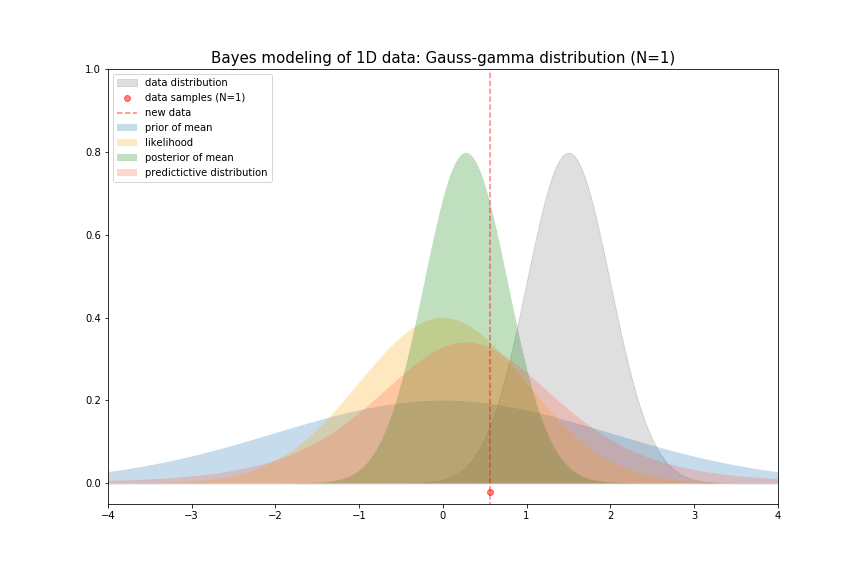 Bayes modeling of 1D data: Gauss-gamma distribution (N=1)
data distribution
data samples (N=1)
new data
prior of mean
likelihood
posterior of mean
predictictive distribution
1.0
0.8
0.6
0.4
0.2
0.0
−4 −3 −2 −1 0 1 2 3 4